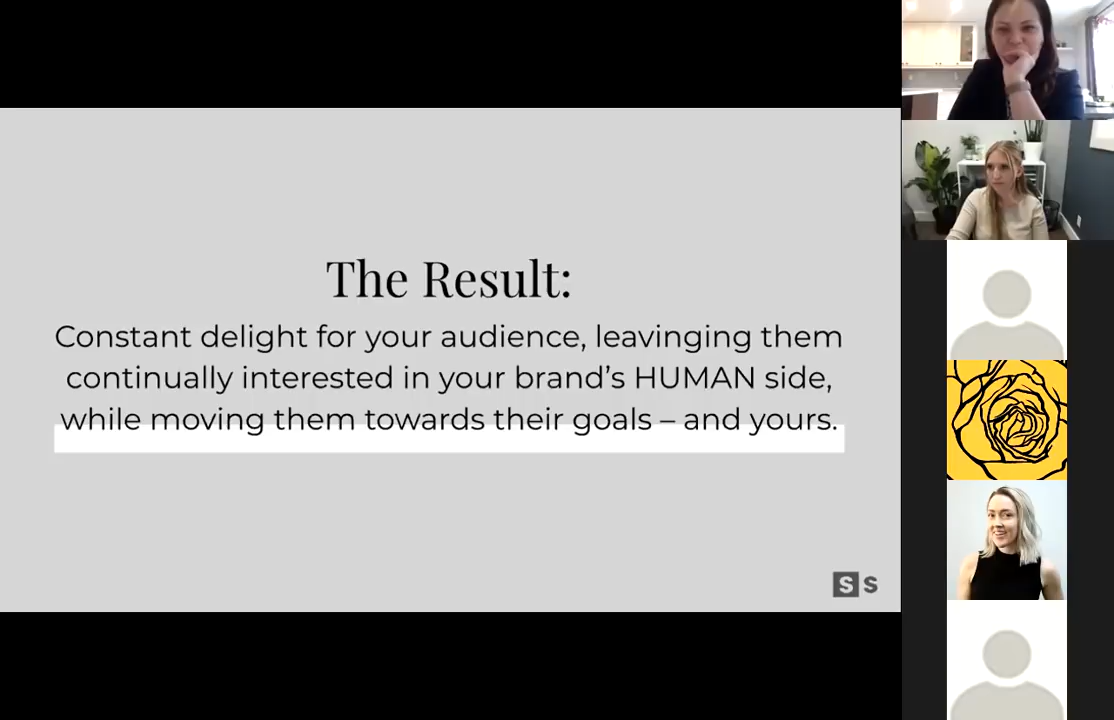 The Result:
Constant delight for your audience, leavinging them
continually interested in your brand’s HUMAN side,
while moving them towards their goals – and yours.
S S